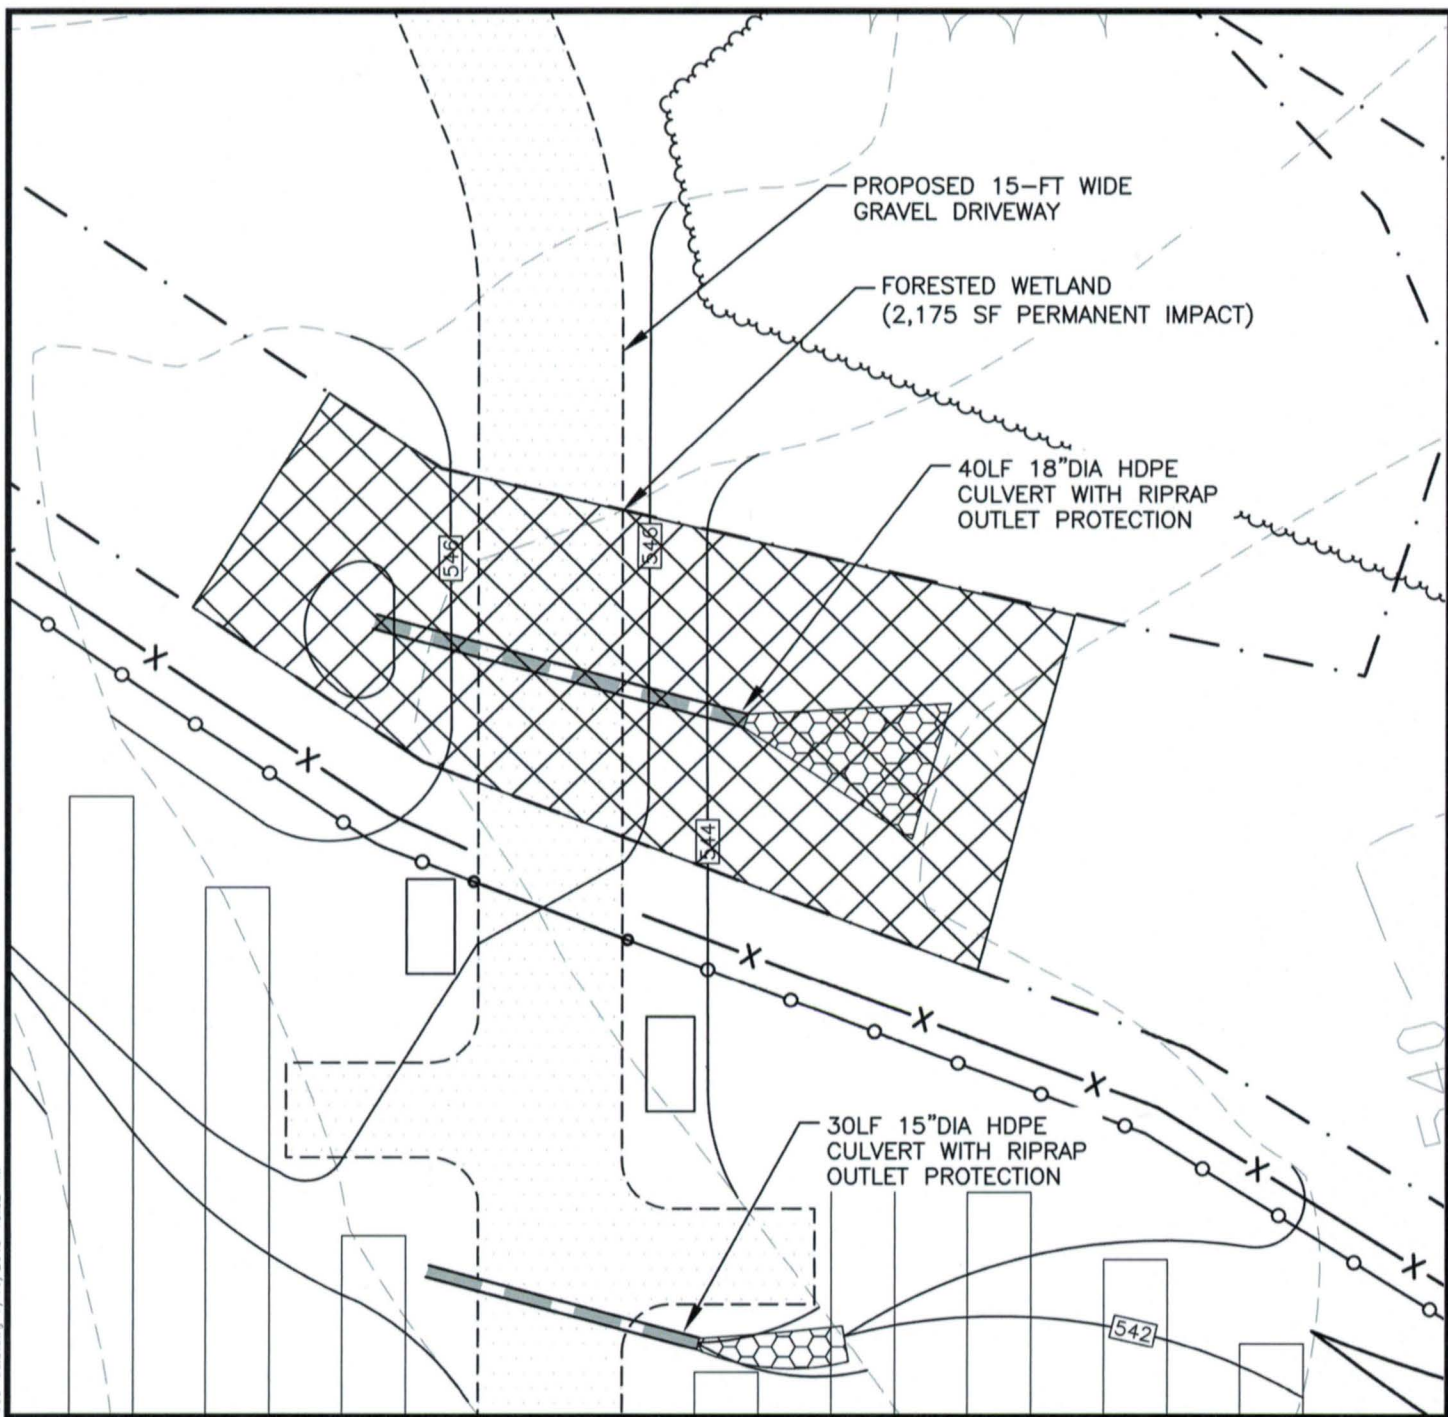 PROPOSED 15-FT WIDE
GRAVEL DRIVEWAY
FORESTED WETLAND
(2,175 SF PERMANENT IMPACT)
40LF 18"DIA HDPE
CULVERT WITH RIPRAP
OUTLET PROTECTION
546
546
544
X
X
X
X
X
X
X
540
30LF 15"DIA HDPE
CULVERT WITH RIPRAP
OUTLET PROTECTION
542